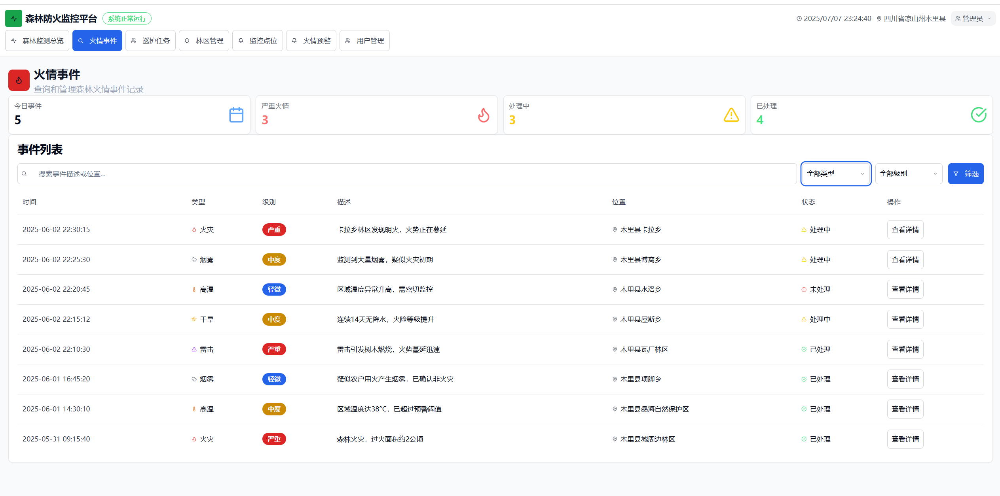 森林防火监控平台 系统正常运行 2025/07/07 23:24:40 四川省凉山州木里县 管理员
森林监测总览 火情事件 巡护任务 林区管理 监控点位 火情预警 用户管理
火情事件
查询和管理森林火情事件记录
今日事件 严重火情 处理中 已处理
5 3 3 4
事件列表
搜索事件描述或位置... 全部类型 全部级别 筛选
时间 类型 级别 描述 位置 状态 操作
2025-06-02 22:30:15 火灾 严重 卡拉乡林区发现明火，火势正在蔓延 木里县卡拉乡 处理中 查看详情
2025-06-02 22:25:30 烟雾 中度 监测到大量烟雾，疑似火灾初期 木里县博窝乡 处理中 查看详情
2025-06-02 22:20:45 高温 轻微 区域温度异常升高，需密切监控 木里县水洛乡 未处理 查看详情
2025-06-02 22:15:12 干旱 中度 连续14天无降水，火险等级提升 木里县屋斯乡 处理中 查看详情
2025-06-02 22:10:30 雷击 严重 雷击引发树木燃烧，火势蔓延迅速 木里县瓦厂林区 已处理 查看详情
2025-06-01 16:45:20 烟雾 轻微 疑似农户用火产生烟雾，已确认非火灾 木里县项脚乡 已处理 查看详情
2025-06-01 14:30:10 高温 中度 区域温度达38°C，已超过预警阈值 木里县彝海自然保护区 已处理 查看详情
2025-05-31 09:15:40 火灾 严重 森林火灾，过火面积约2公顷 木里县城周边林区 已处理 查看详情